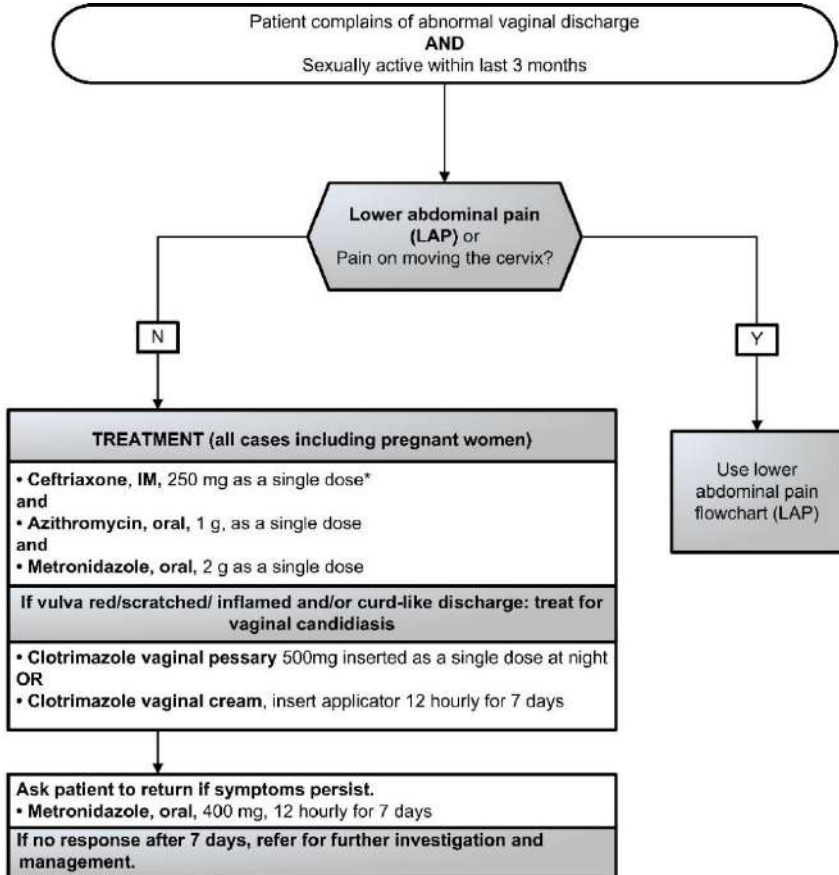 Patient complains of abnormal vaginal discharge
AND
Sexually active within last 3 months
Lower abdominal pain
(LAP) or
Pain on moving the cervix?
N
Y
TREATMENT (all cases including pregnant women)
• Ceftriaxone, IM, 250 mg as a single dose*
and
• Azithromycin, oral, 1 g, as a single dose
and
• Metronidazole, oral, 2 g as a single dose
If vulva red/scratched/ inflamed and/or curd-like discharge: treat for
vaginal candidiasis
• Clotrimazole vaginal pessary 500mg inserted as a single dose at night
OR
• Clotrimazole vaginal cream, insert applicator 12 hourly for 7 days
Use lower
abdominal pain
flowchart (LAP)
Ask patient to return if symptoms persist.
• Metronidazole, oral, 400 mg, 12 hourly for 7 days
If no response after 7 days, refer for further investigation and
management.